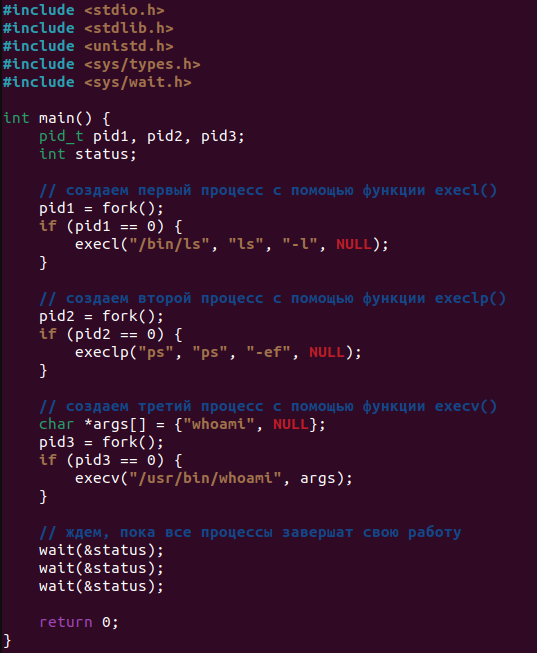 #include <stdio.h>
#include <stdlib.h>
#include <unistd.h>
#include <sys/types.h>
#include <sys/wait.h>

int main() {
    pid_t pid1, pid2, pid3;
    int status;

    // создаем первый процесс с помощью функции execl()
    pid1 = fork();
    if (pid1 == 0) {
        execl("/bin/ls", "ls", "-l", NULL);
    }

    // создаем второй процесс с помощью функции execlp()
    pid2 = fork();
    if (pid2 == 0) {
        execlp("ps", "ps", "-ef", NULL);
    }

    // создаем третий процесс с помощью функции execv()
    char *args[] = {"whoami", NULL};
    pid3 = fork();
    if (pid3 == 0) {
        execv("/usr/bin/whoami", args);
    }

    // ждем, пока все процессы завершат свою работу
    wait(&status);
    wait(&status);
    wait(&status);

    return 0;
}